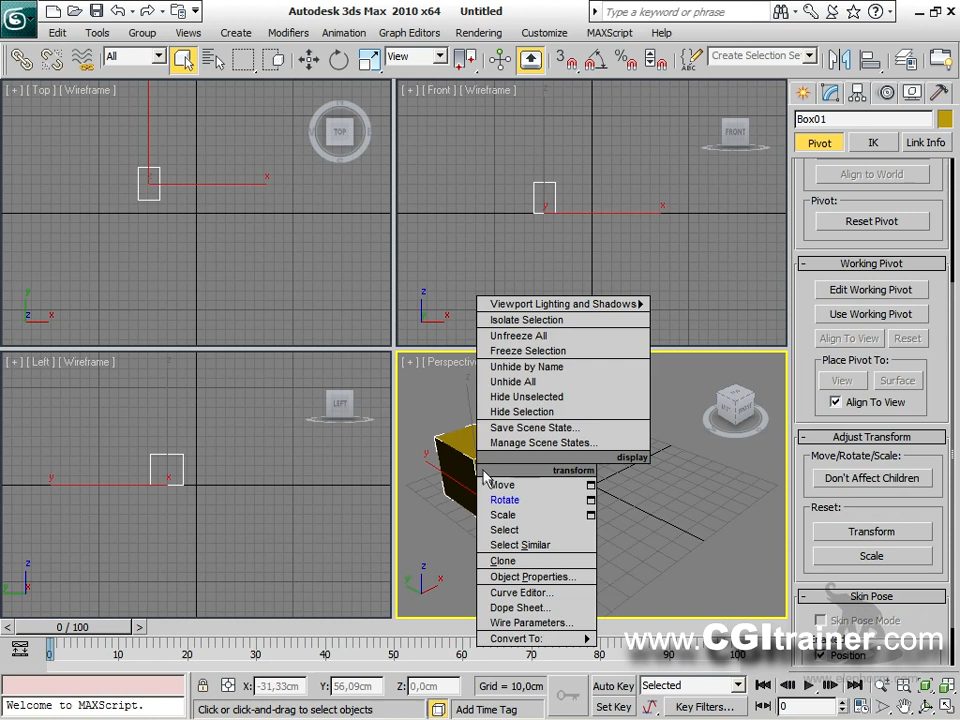 Autodesk 3ds Max 2010 x64 Untitled
Type a keyword or phrase
Edit Tools Group Views Create Modifiers Animation Graph Editors Rendering Customize MAXScript Help
All View 3 Create Selection Se
[ + ] [ Top ] [ Wireframe ]
[ + ] [ Front ] [ Wireframe ]
TOP
FRONT
x
x
y
y x
z x
z
y
x
Box01
Pivot IK Link Info
Align to World
Pivot:
Reset Pivot
- Working Pivot
Edit Working Pivot
Use Working Pivot
Align To View Reset
Place Pivot To:
View Surface
Align To View
- Adjust Transform
Move/Rotate/Scale:
Don't Affect Children
Reset:
Transform
Scale
- Skin Pose
Skin Pose Mode
Position
[ + ] [ Left ] [ Wireframe ]
[ + ] [ Perspective
LEFT
y x
z
y x
z
y
z
y x
Viewport Lighting and Shadows
Isolate Selection
Unfreeze All
Freeze Selection
Unhide by Name
Unhide All
Hide Unselected
Hide Selection
Save Scene State...
Manage Scene States...
display
transform
Move
Rotate
Scale
Select
Select Similar
Clone
Object Properties...
Curve Editor...
Dope Sheet...
Wire Parameters...
Convert To:
www.CGItrainer.com
< 0 / 100 >
0 10 20 30 40 50 60 70 80 90 100
X: -31,33cm Y: 56,09cm Z: 0,0cm Grid = 10,0cm
Auto Key Selected
Welcome to MAXScript. Click or click-and-drag to select objects Add Time Tag
Set Key Key Filters... 0